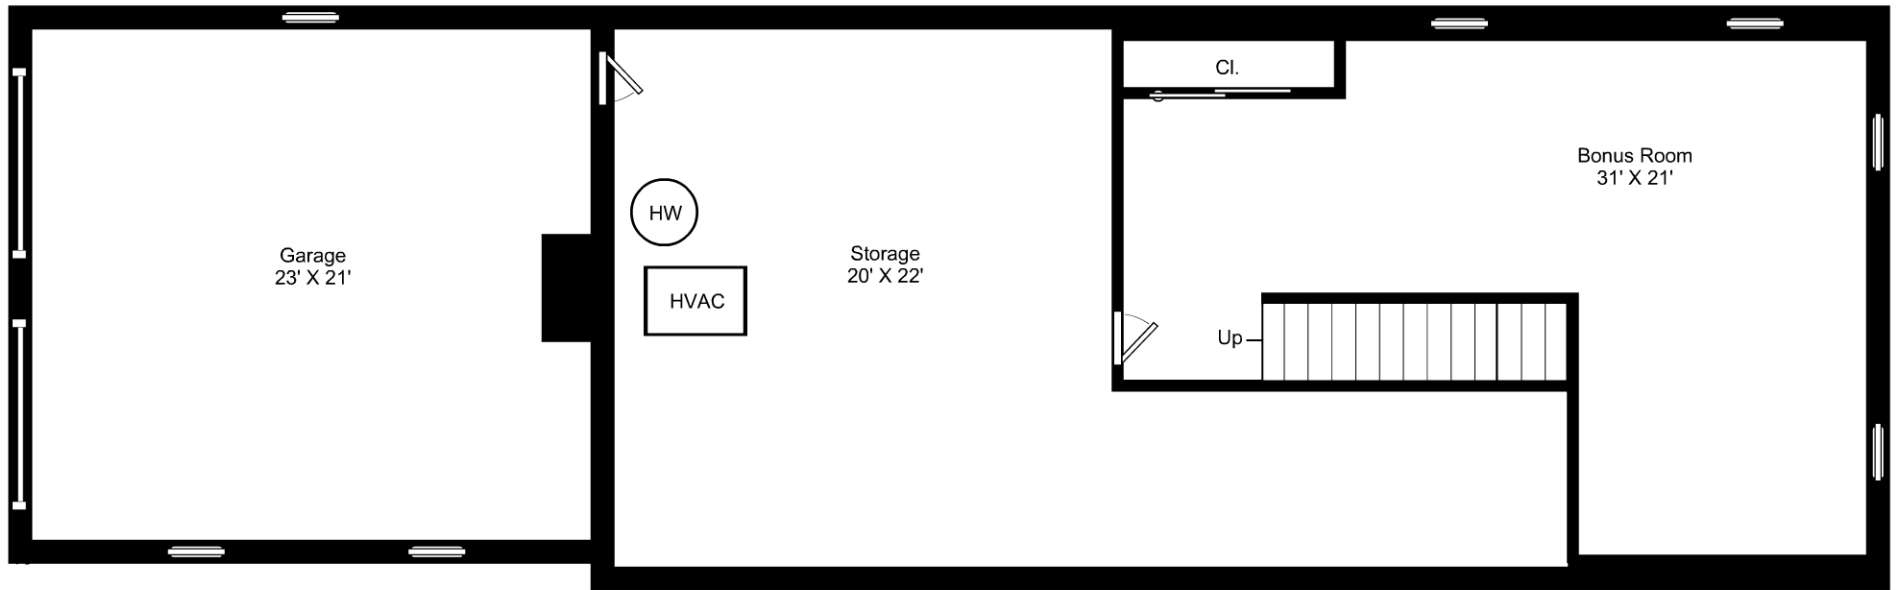 Cl.
Bonus Room
31' X 21'
HW
Garage
23' X 21'
Storage
20' X 22'
HVAC
Up